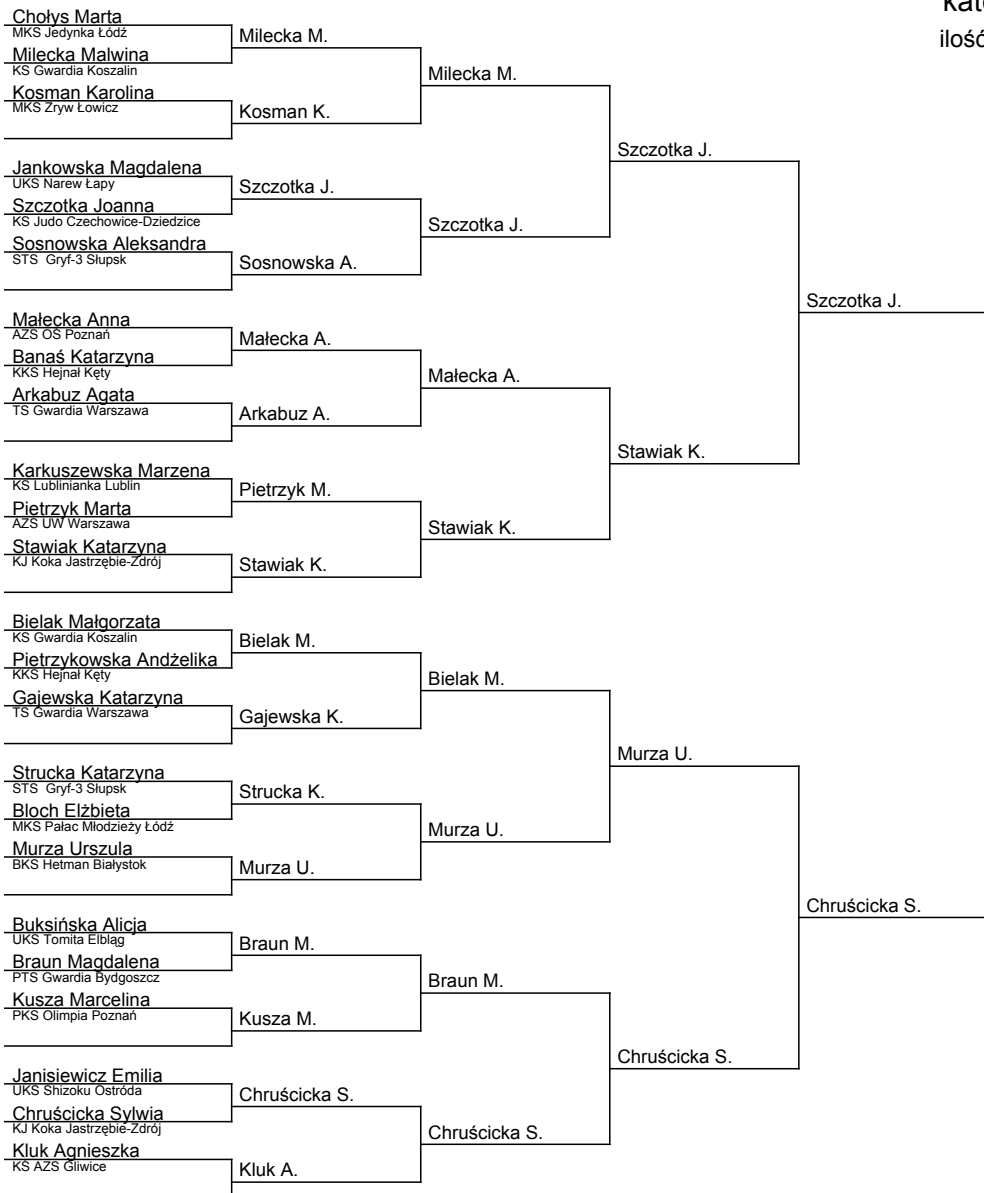 kat
ilość
Chołys Marta
MKS Jedynka Łódź
Milecka Malwina
KS Gwardia Koszalin
Kosman Karolina
MKS Zryw Łowicz
Jankowska Magdalena
UKS Narew Łapy
Szczotka Joanna
KS Judo Czechowice-Dziedzice
Sosnowska Aleksandra
STS Gryf-3 Słupsk
Małecka Anna
AZS OŚ Poznań
Banaś Katarzyna
KKS Hejnał Kęty
Arkabuz Agata
TS Gwardia Warszawa
Karkuszewska Marzena
KS Lublinianka Lublin
Pietrzyk Marta
AZS UW Warszawa
Stawiak Katarzyna
KJ Koka Jastrzębie-Zdrój
Bielak Małgorzata
KS Gwardia Koszalin
Pietrzykowska Andżelika
KKS Hejnał Kęty
Gajewska Katarzyna
TS Gwardia Warszawa
Strucka Katarzyna
STS Gryf-3 Słupsk
Bloch Elżbieta
MKS Pałac Młodzieży Łódź
Murza Urszula
BKS Hetman Białystok
Buksińska Alicja
UKS Tomita Elbląg
Braun Magdalena
PTS Gwardia Bydgoszcz
Kusza Marcelina
PKS Olimpia Poznań
Janisiewicz Emilia
UKS Shizoku Ostróda
Chruścicka Sylwia
KJ Koka Jastrzębie-Zdrój
Kluk Agnieszka
KS AZS Gliwice
Milecka M.
Kosman K.
Szczotka J.
Sosnowska A.
Małecka A.
Arkabuz A.
Pietrzyk M.
Stawiak K.
Bielak M.
Gajewska K.
Strucka K.
Murza U.
Braun M.
Kusza M.
Chruścicka S.
Kluk A.
Milecka M.
Szczotka J.
Małecka A.
Stawiak K.
Bielak M.
Murza U.
Braun M.
Chruścicka S.
Szczotka J.
Stawiak K.
Murza U.
Chruścicka S.
Szczotka J.
Chruścicka S.